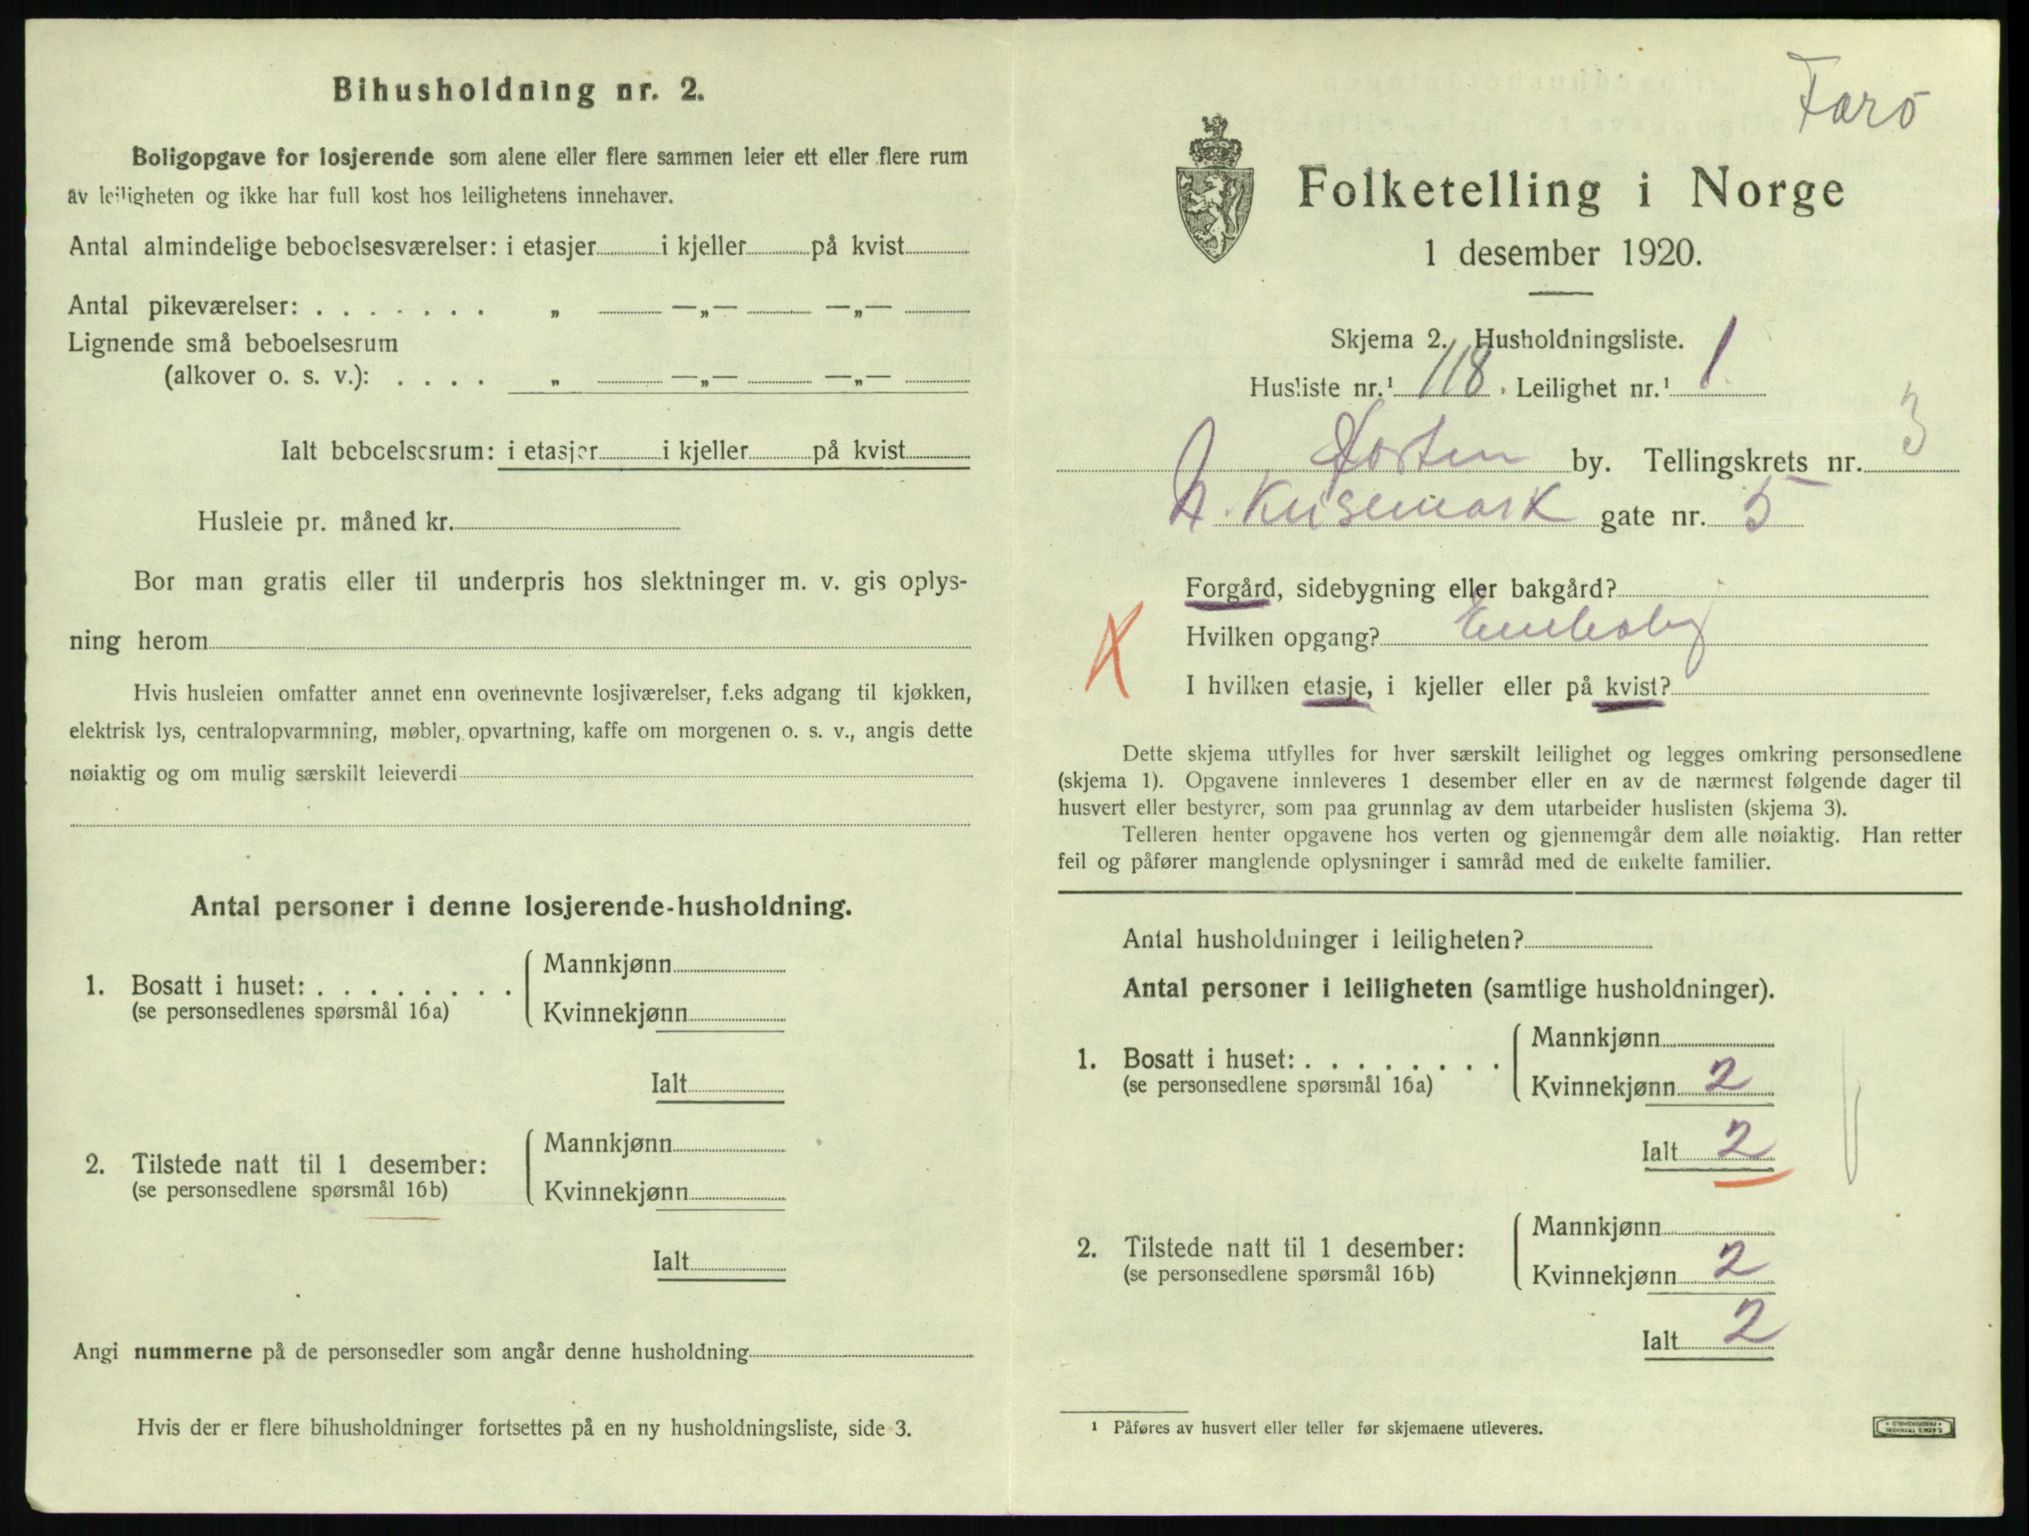 Bihusholdning nr. 2.
Boligopgave for losjerende som alene eller flere sammen leier ett eller flere rum
av leiligheten og ikke har full kost hos leilighetens innehaver.
Antal almindelige beboelsesværelser: i etasjer i kjeller på kvist
Antal pikeværelser: . . . . . . . „ —„— —„—
Lignende små beboelsesrum
(alkover o. s. v.): . . . . „ —„— —„—
Ialt beboelsesrum: i etasjer i kjeller på kvist
Husleie pr. måned kr.
Bor man gratis eller til underpris hos slektninger m. v. gis oplys-
ning herom
Hvis husleien omfatter annet enn ovennevnte losjiværelser, f.eks adgang til kjøkken,
elektrisk lys, centralopvarmning, møbler, opvartning, kaffe om morgenen o. s. v., angis dette
nøiaktig og om mulig særskilt leieverdi
Antal personer i denne losjerende-husholdning.
1. Bosatt i huset: . . . . . . . . Mannkjønn
(se personsedlenes spørsmål 16a) Kvinnekjønn
Ialt
2. Tilstede natt til 1 desember: Mannkjønn
(se personsedlene spørsmål 16b) Kvinnekjønn
Ialt
Angi nummerne på de personsedler som angår denne husholdning
Hvis der er flere bihusholdninger fortsettes på en ny husholdningsliste, side 3.
Farö
Folketelling i Norge
1 desember 1920.
Skjema 2. Husholdningsliste.
Husliste nr.¹ 118. Leilighet nr.¹ 1
Horten by. Tellingskrets nr. 3
gate nr. 5
Forgård, sidebygning eller bakgård?
Hvilken opgang?
I hvilken etasje, i kjeller eller på kvist?
Dette skjema utfylles for hver særskilt leilighet og legges omkring personsedlene
(skjema 1). Opgavene innleveres 1 desember eller en av de nærmest følgende dager til
husvert eller bestyrer, som paa grunnlag av dem utarbeider huslisten (skjema 3).
Telleren henter opgavene hos verten og gjennemgår dem alle nøiaktig. Han retter
feil og påfører manglende oplysninger i samråd med de enkelte familier.
Antal husholdninger i leiligheten?
Antal personer i leiligheten (samtlige husholdninger).
1. Bosatt i huset: . . . . . . . . Mannkjønn
(se personsedlene spørsmål 16a) Kvinnekjønn 2
Ialt 2
2. Tilstede natt til 1 desember: Mannkjønn
(se personsedlene spørsmål 16b) Kvinnekjønn 2
Ialt 2
¹ Påføres av husvert eller teller før skjemaene utleveres.